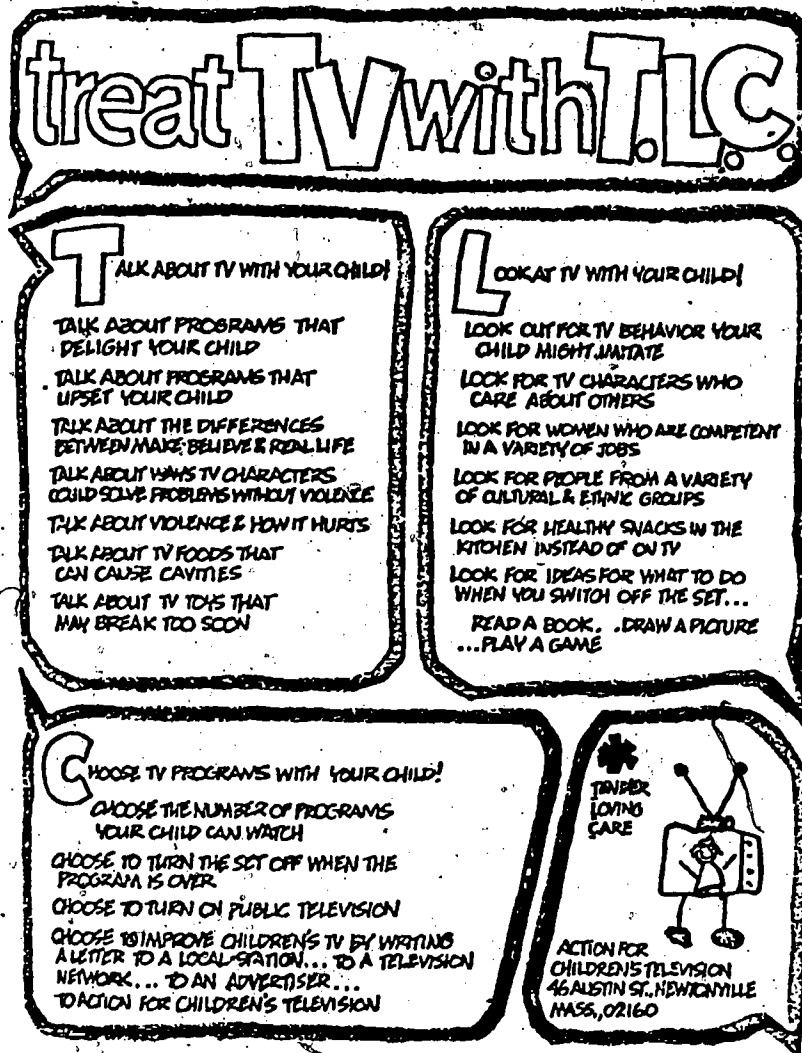 treat TV with T.L.C.
TALK ABOUT TV WITH YOUR CHILD!
TALK ABOUT PROGRAMS THAT
DELIGHT YOUR CHILD
TALK ABOUT PROGRAMS THAT
UPSET YOUR CHILD
TALK ABOUT THE DIFFERENCES
BETWEEN MAKE-BELIEVE & REAL LIFE
TALK ABOUT WAYS TV CHARACTERS
COULD SOLVE PROBLEMS WITHOUT VIOLENCE
TALK ABOUT VIOLENCE & HOW IT HURTS
TALK ABOUT TV FOODS THAT
CAN CAUSE CAVITIES
TALK ABOUT TV TOYS THAT
MAY BREAK TOO SOON
LOOK AT TV WITH YOUR CHILD!
LOOK OUT FOR TV BEHAVIOR YOUR
CHILD MIGHT IMITATE
LOOK FOR TV CHARACTERS WHO
CARE ABOUT OTHERS
LOOK FOR WOMEN WHO ARE COMPETENT
IN A VARIETY OF JOBS
LOOK FOR PEOPLE FROM A VARIETY
OF CULTURAL & ETHNIC GROUPS
LOOK FOR HEALTHY SNACKS IN THE
KITCHEN INSTEAD OF ON TV
LOOK FOR IDEAS FOR WHAT TO DO
WHEN YOU SWITCH OFF THE SET...
READ A BOOK...DRAW A PICTURE
...PLAY A GAME
CHOOSE TV PROGRAMS WITH YOUR CHILD!
CHOOSE THE NUMBER OF PROGRAMS
YOUR CHILD CAN WATCH
CHOOSE TO TURN THE SET OFF WHEN THE
PROGRAM IS OVER
CHOOSE TO TURN ON PUBLIC TELEVISION
CHOOSE TO IMPROVE CHILDREN'S TV BY WRITING
A LETTER TO A LOCAL STATION... TO A TELEVISION
NETWORK... TO AN ADVERTISER...
TO ACTION FOR CHILDREN'S TELEVISION
* TENDER
LOVING
CARE
ACTION FOR
CHILDREN'S TELEVISION
46 AUSTIN ST., NEWTONVILLE
MASS., 02160